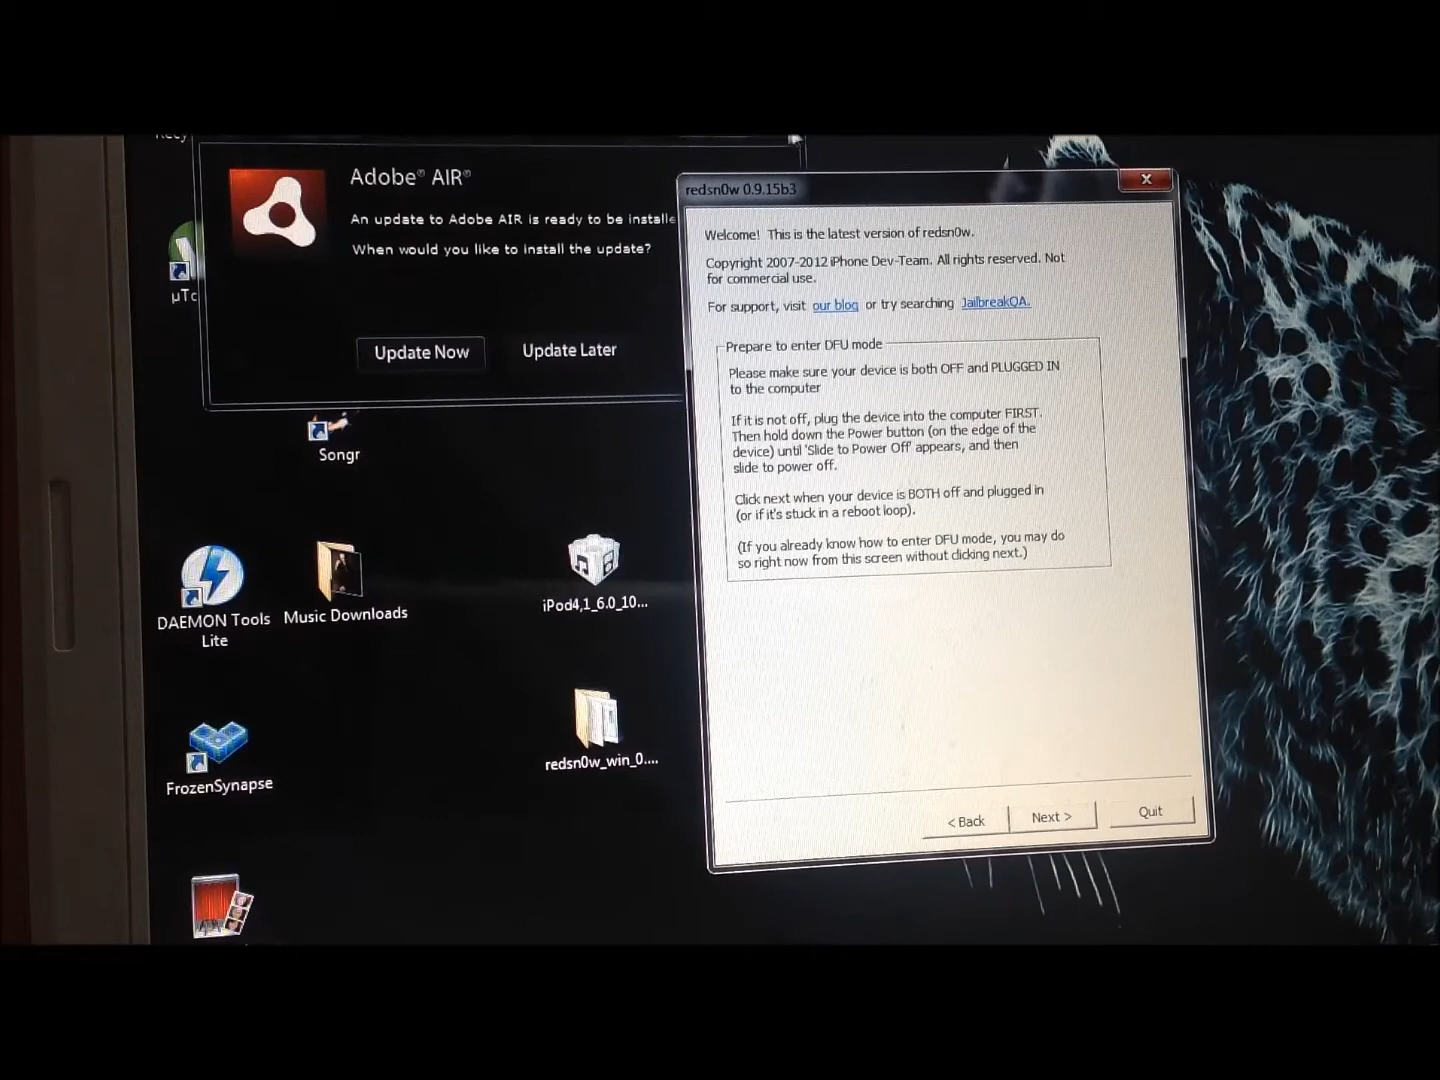 Adobe® AIR®
An update to Adobe AIR is ready to be installe
When would you like to install the update?
Update Now
Update Later
µTo
Songr
DAEMON Tools
Lite
Music Downloads
iPod4,1_6.0_10...
FrozenSynapse
redsn0w_win_0....
redsn0w 0.9.15b3
Welcome! This is the latest version of redsn0w.
Copyright 2007-2012 iPhone Dev-Team. All rights reserved. Not
for commercial use.
For support, visit our blog or try searching JailbreakQA.
Prepare to enter DFU mode
Please make sure your device is both OFF and PLUGGED IN
to the computer
If it is not off, plug the device into the computer FIRST.
Then hold down the Power button (on the edge of the
device) until 'Slide to Power Off' appears, and then
slide to power off.
Click next when your device is BOTH off and plugged in
(or if it's stuck in a reboot loop).
(If you already know how to enter DFU mode, you may do
so right now from this screen without clicking next.)
< Back
Next >
Quit